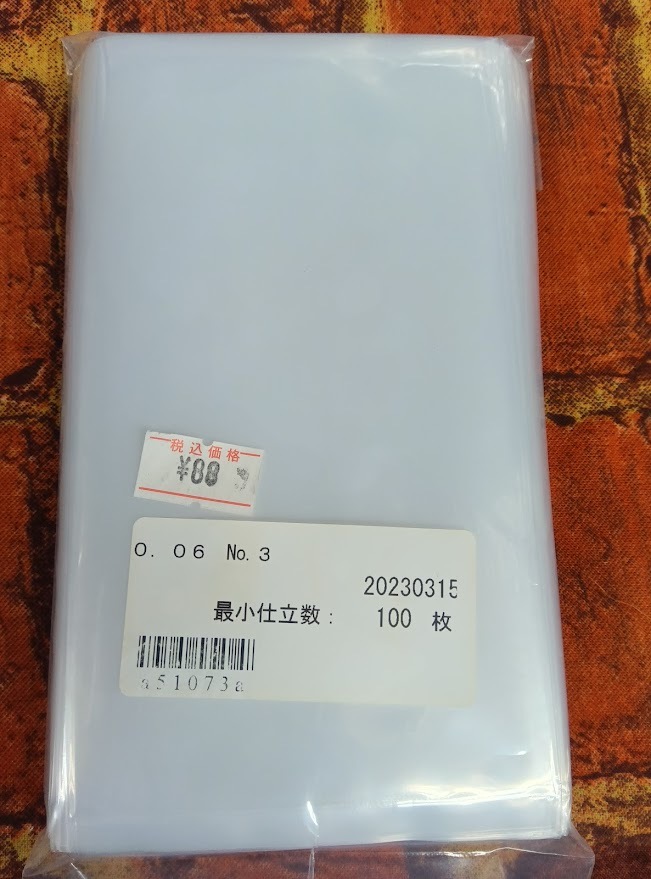 税込価格
¥88
0. 06 No. 3
20230315
最小仕立数: 100 枚
a51073a